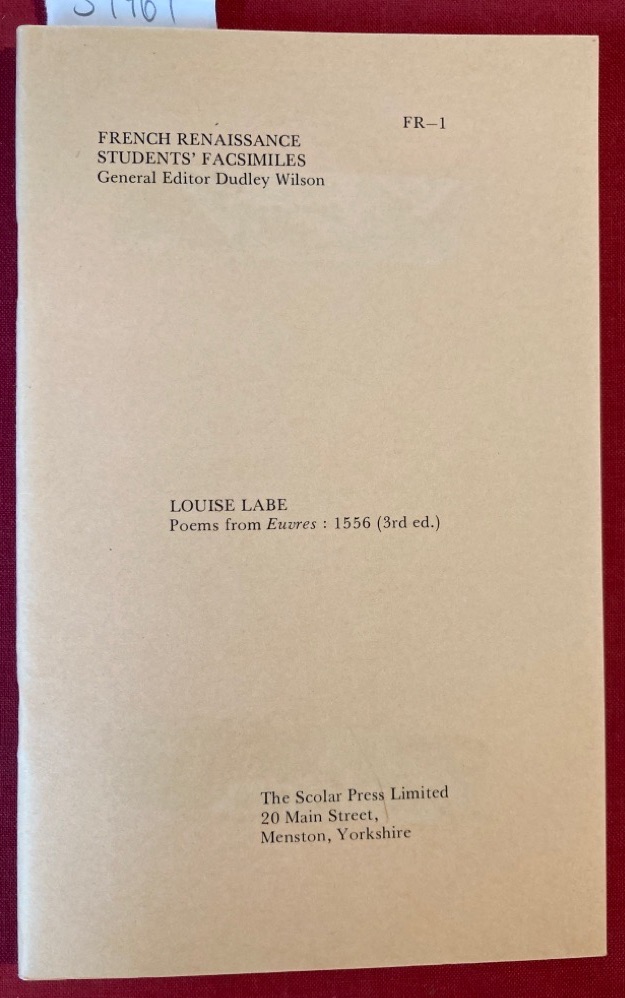 FR–1
FRENCH RENAISSANCE
STUDENTS' FACSIMILES
General Editor Dudley Wilson
LOUISE LABE
Poems from Euvres : 1556 (3rd ed.)
The Scolar Press Limited
20 Main Street,
Menston, Yorkshire